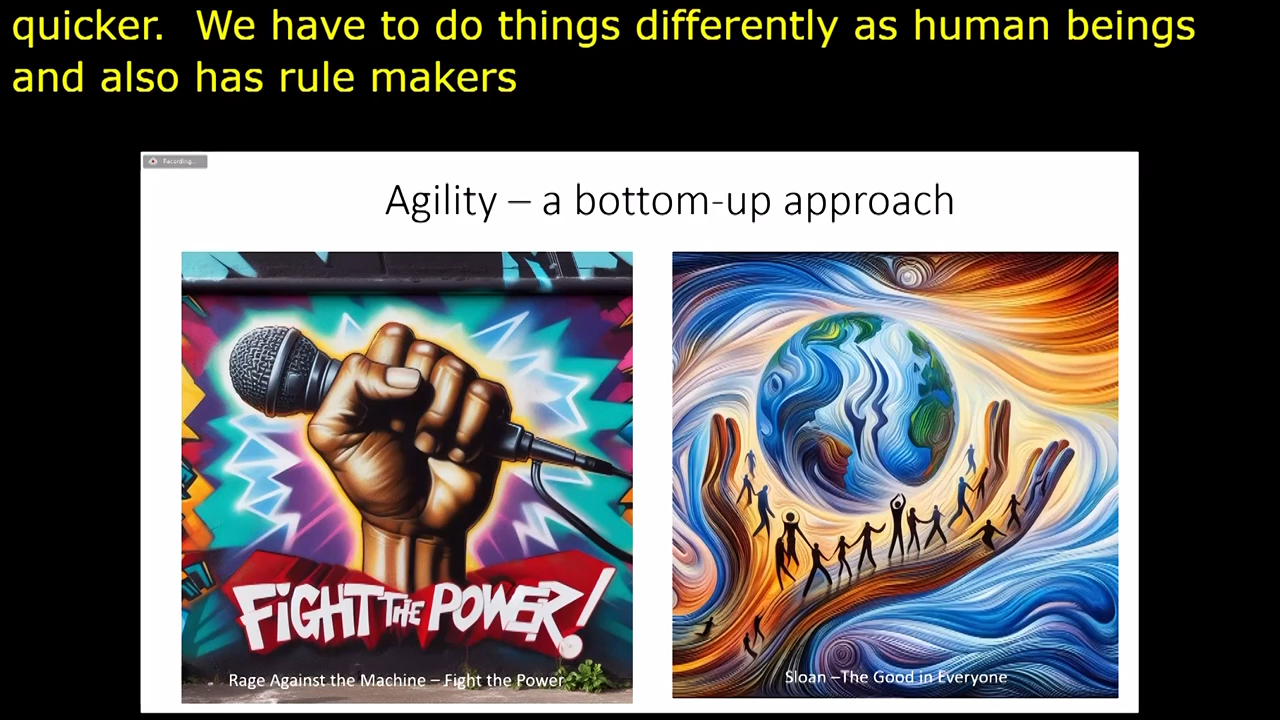 quicker.  We have to do things differently as human beings
and also has rule makers
Recording...
Agility – a bottom-up approach
FiGHT THE POWER!
Rage Against the Machine – Fight the Power
Sloan –The Good in Everyone